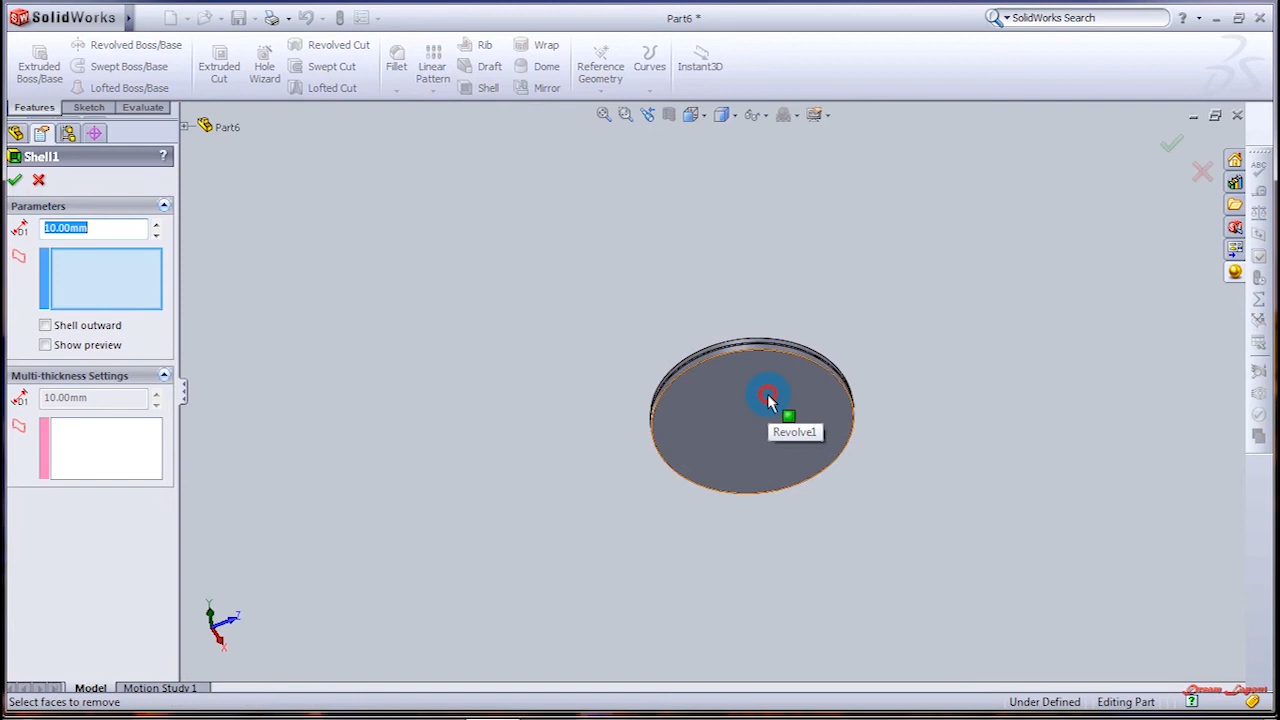 SolidWorks
Part6 *
SolidWorks Search
?
Extruded
Boss/Base
Revolved Boss/Base
Swept Boss/Base
Lofted Boss/Base
Extruded
Cut
Hole
Wizard
Revolved Cut
Swept Cut
Lofted Cut
Fillet
Linear
Pattern
Rib
Draft
Shell
Wrap
Dome
Mirror
Reference
Geometry
Curves
Instant3D
Features
Sketch
Evaluate
Part6
Shell1
?
Parameters
D1
10.00mm
Shell outward
Show preview
Multi-thickness Settings
D1
10.00mm
Revolve1
ABC
Y
Z
X
Model
Motion Study 1
Select faces to remove
Under Defined
Editing Part
?